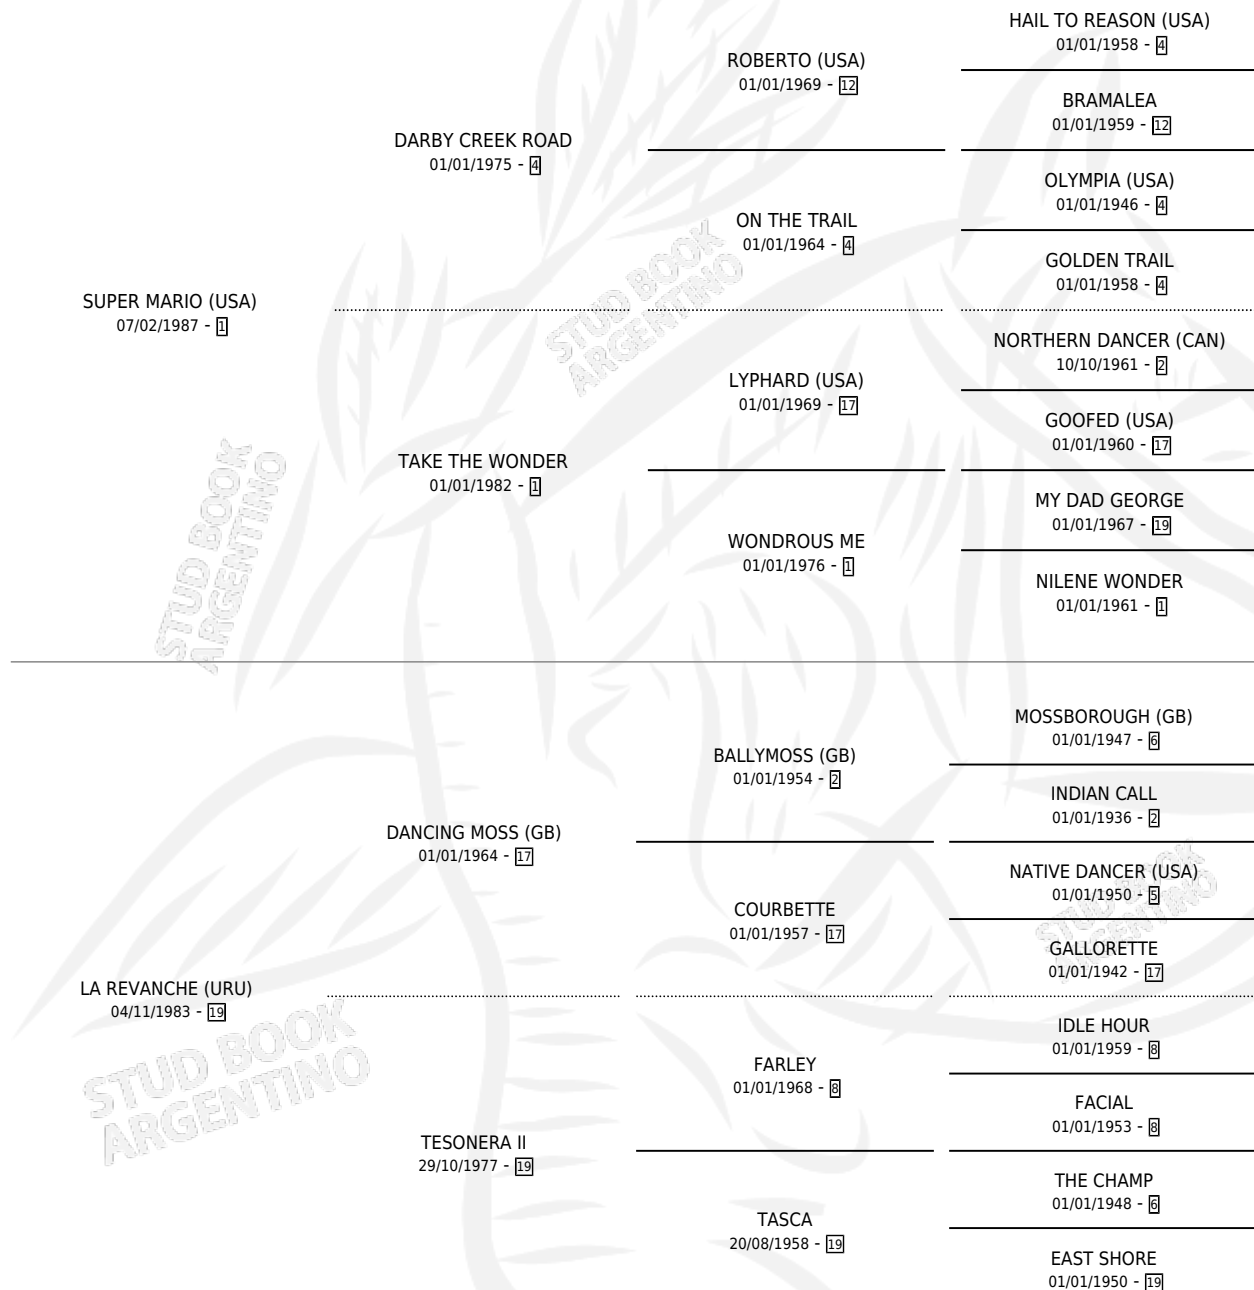 HAIL TO REASON (USA)
01/01/1958 - 4
ROBERTO (USA)
01/01/1969 - 12
BRAMALEA
01/01/1959 - 12
DARBY CREEK ROAD
01/01/1975 - 4
OLYMPIA (USA)
01/01/1946 - 4
ON THE TRAIL
01/01/1964 - 4
GOLDEN TRAIL
01/01/1958 - 4
SUPER MARIO (USA)
07/02/1987 - 1
NORTHERN DANCER (CAN)
10/10/1961 - 2
LYPHARD (USA)
01/01/1969 - 17
GOOFED (USA)
01/01/1960 - 17
TAKE THE WONDER
01/01/1982 - 1
MY DAD GEORGE
01/01/1967 - 19
WONDROUS ME
01/01/1976 - 1
NILENE WONDER
01/01/1961 - 1
MOSSBOROUGH (GB)
01/01/1947 - 6
BALLYMOSS (GB)
01/01/1954 - 2
INDIAN CALL
01/01/1936 - 2
DANCING MOSS (GB)
01/01/1964 - 17
NATIVE DANCER (USA)
01/01/1950 - 5
COURBETTE
01/01/1957 - 17
GALLORETTE
01/01/1942 - 17
LA REVANCHE (URU)
04/11/1983 - 19
IDLE HOUR
01/01/1959 - 8
FARLEY
01/01/1968 - 8
FACIAL
01/01/1953 - 8
TESONERA II
29/10/1977 - 19
THE CHAMP
01/01/1948 - 6
TASCA
20/08/1958 - 19
EAST SHORE
01/01/1950 - 19
STUD BOOK
ARGENTINO
STUD BOOK
ARGENTINO
STUD BOOK
ARGENTINO
STUD BOOK
ARGENTINO